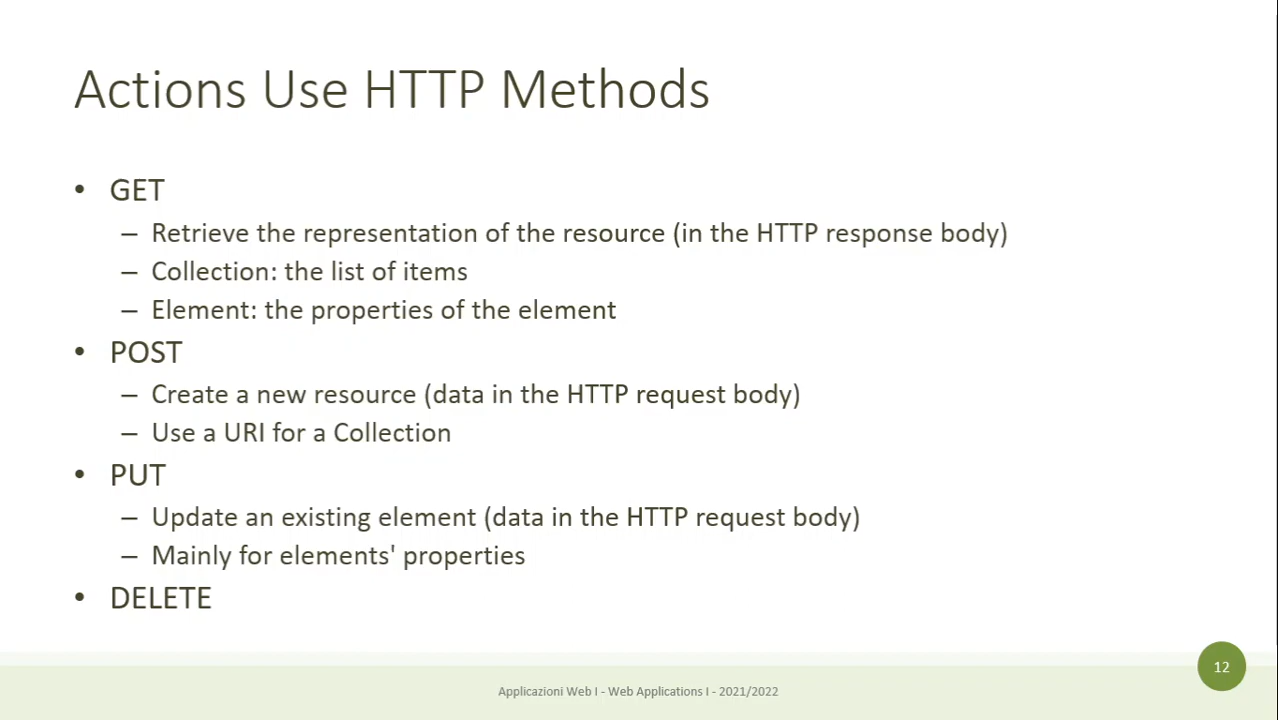 Actions Use HTTP Methods
• GET
– Retrieve the representation of the resource (in the HTTP response body)
– Collection: the list of items
– Element: the properties of the element
• POST
– Create a new resource (data in the HTTP request body)
– Use a URI for a Collection
• PUT
– Update an existing element (data in the HTTP request body)
– Mainly for elements' properties
• DELETE
12
Applicazioni Web I - Web Applications I - 2021/2022